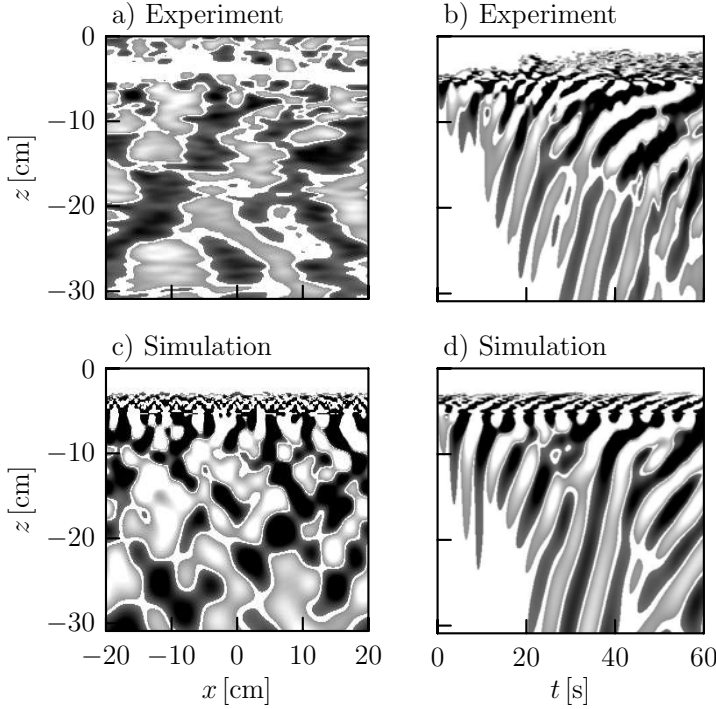 a) Experiment
b) Experiment
0
−10
−20
−30
z [cm]
c) Simulation
d) Simulation
0
−10
−20
−30
z [cm]
−20
−10
0
10
20
x [cm]
0
20
40
60
t [s]